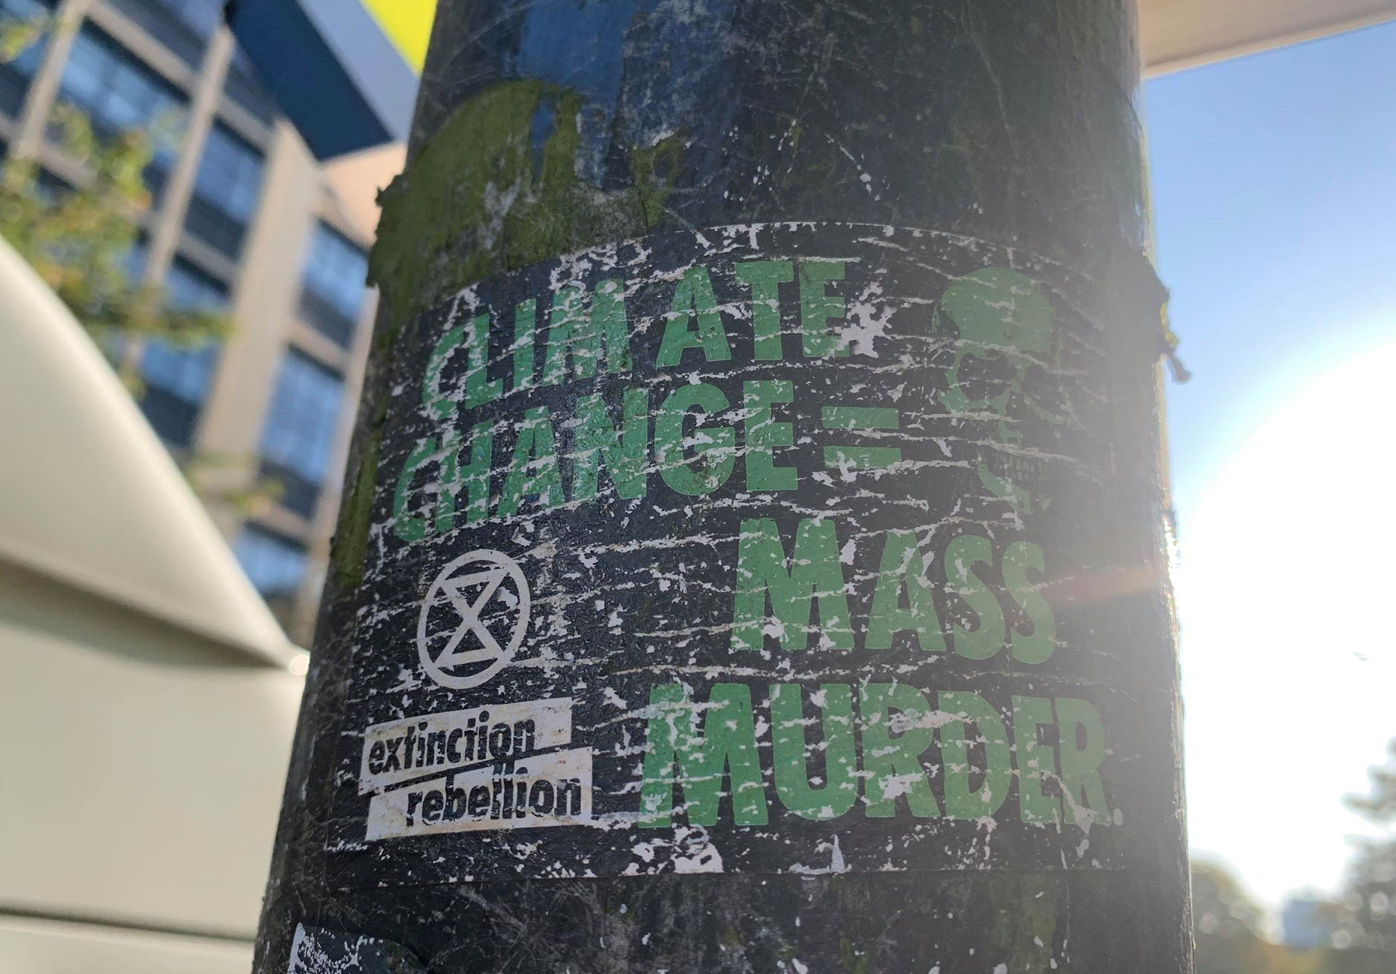 CLIMATE
CHANGE =
MASS
MURDER.
extinction
rebellion